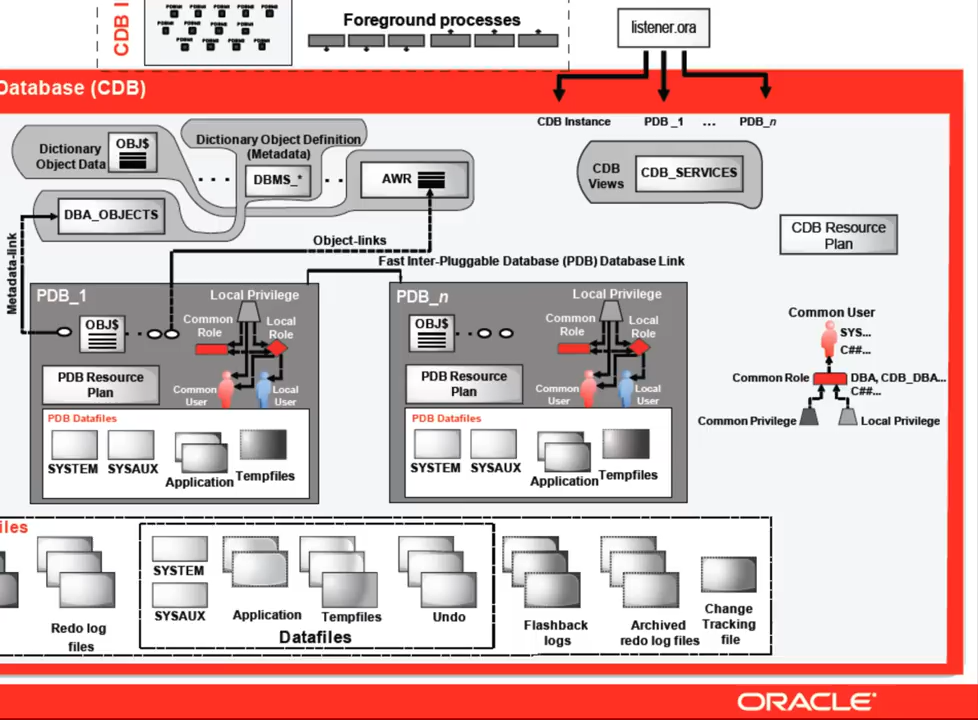 CDB I
Foreground processes
listener.ora
Database (CDB)
CDB Instance
PDB_1
...
PDB_n
Dictionary
Object Data
OBJ$
Dictionary Object Definition
(Metadata)
. . .
DBMS_*
. .
AWR
CDB
Views
CDB_SERVICES
DBA_OBJECTS
CDB Resource
Plan
Metadata-link
Object-links
Fast Inter-Pluggable Database (PDB) Database Link
PDB_1
Local Privilege
OBJ$
Common
Role
Local
Role
PDB Resource
Plan
Common
User
Local
User
PDB Datafiles
SYSTEM
SYSAUX
Application
Tempfiles
PDB_n
Local Privilege
OBJ$
Common
Role
Local
Role
PDB Resource
Plan
Common
User
Local
User
PDB Datafiles
SYSTEM
SYSAUX
Application
Tempfiles
Common User
SYS...
C##...
Common Role
DBA, CDB_DBA...
C##...
Common Privilege
Local Privilege
iles
Redo log
files
SYSTEM
SYSAUX
Application
Tempfiles
Undo
Datafiles
Flashback
logs
Archived
redo log files
Change
Tracking
file
ORACLE